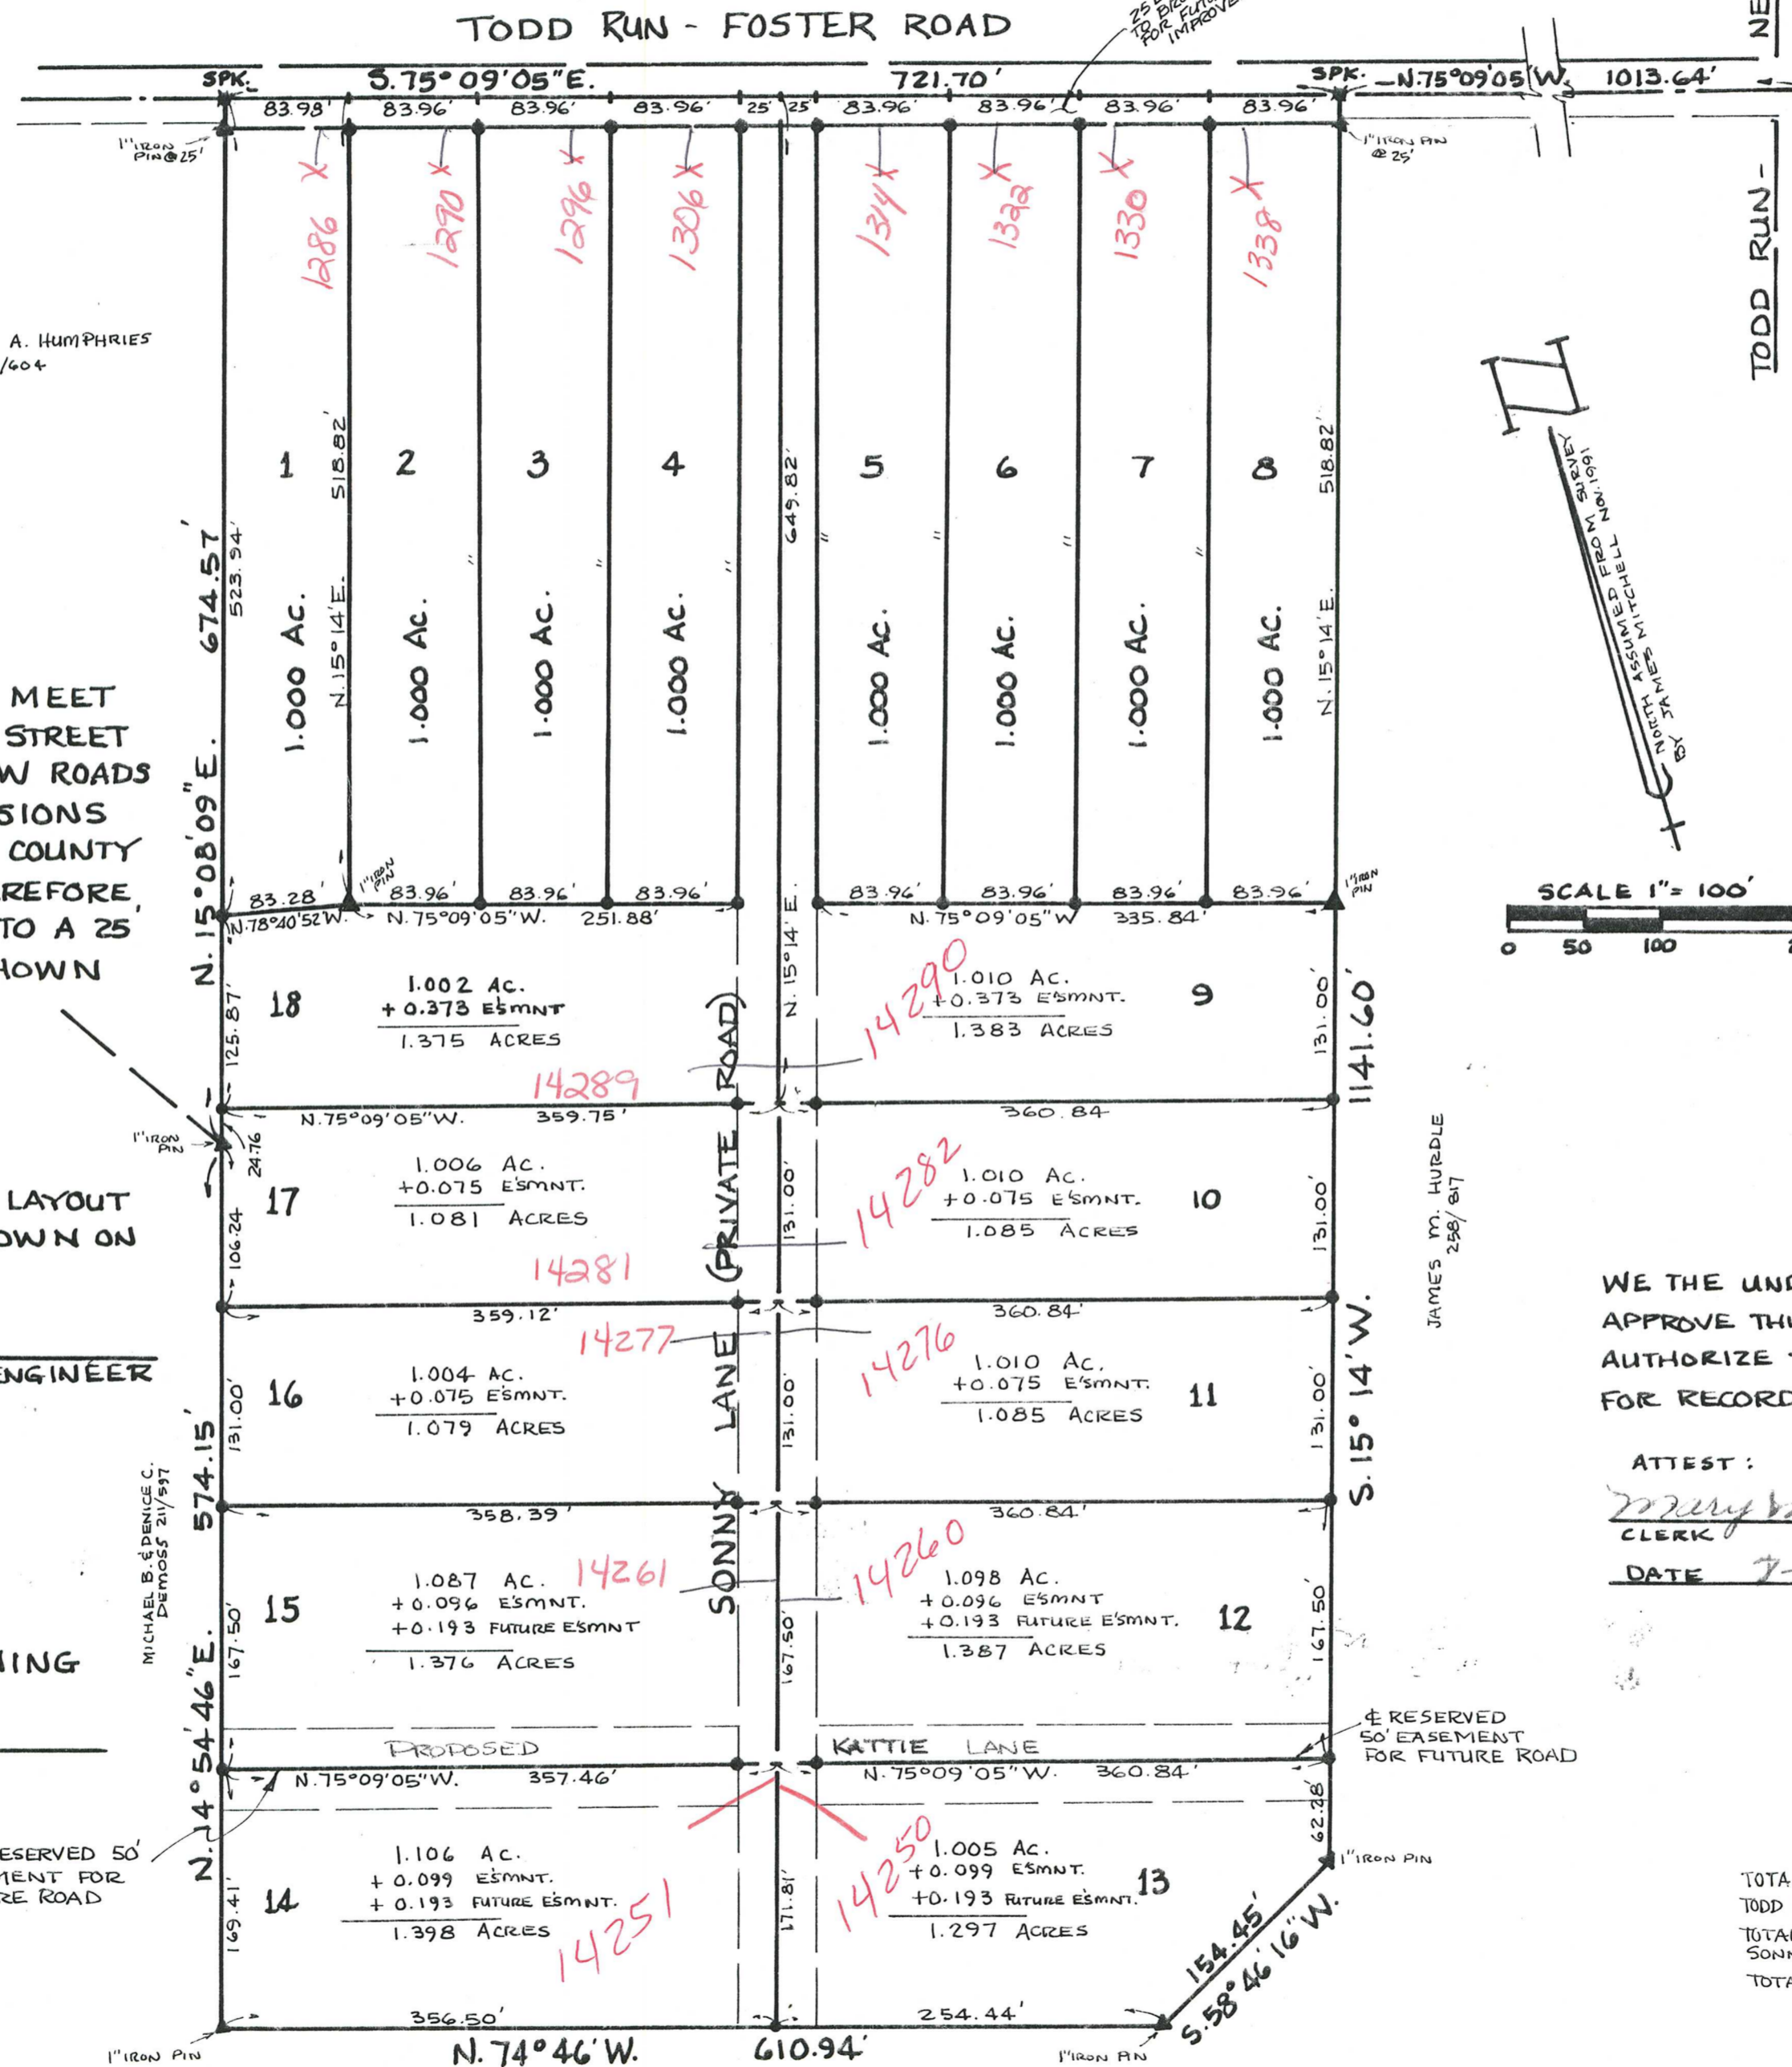 TODD RUN - FOSTER ROAD
25'
FOR FUTURE
SPK.
S.75°09'05"E.
721.70'
SPK.
N.75°09'05"W.
1013.64'
83.98' 83.96' 83.96' 83.96' 25' 25' 83.96' 83.96' 83.96' 83.96'
1" IRON
PIN @ 25'
1" IRON PIN
@ 25'
NE
TODD RUN -
1286 X
1290 X
1296 X
1306 X
1314 X
1322 X
1330 X
1338 X
A. HUMPHRIES
/604
1
2
3
4
5
6
7
8
518.82'
N.15°14'E.
649.82'
N.15°14'E.
518.82'
N.15°14'E.
" " " " " " "
1.000 AC.
1.000 AC.
1.000 AC.
1.000 AC.
1.000 AC.
1.000 AC.
1.000 AC.
1.000 AC.
NORTH ASSUMED FROM SURVEY
BY JAMES MITCHELL NOV. 1991
SCALE 1"= 100'
0 50 100
N.15°08'09"E. 674.57'
523.94'
MEET
STREET
W ROADS
SIONS
COUNTY
REFORE,
TO A 25'
HOWN
83.28'
N.78°40'52"W.
1" IRON
PIN
83.96' 83.96' 83.96'
N.75°09'05"W. 251.88'
83.96' 83.96' 83.96' 83.96'
N.75°09'05"W 335.84'
1" IRON
PIN
18
1.002 AC.
+ 0.373 E'SMNT
1.375 ACRES
14289
125.87'
N.75°09'05"W. 359.75'
14290
1.010 AC.
+0.373 E'SMNT.
1.383 ACRES
9
131.00'
360.84
S.15°14'W. 1141.60'
1" IRON
PIN
24.76
106.24
17
1.006 AC.
+0.075 E'SMNT.
1.081 ACRES
14281
359.12'
SONNY LANE (PRIVATE ROAD)
131.00'
14282
1.010 AC.
+0.075 E'SMNT.
1.085 ACRES
10
131.00'
360.84'
JAMES M. HURDLE
258/817
LAYOUT
OWN ON
ENGINEER
14277
16
1.004 AC.
+0.075 E'SMNT.
1.079 ACRES
131.00'
358.39'
131.00'
14276
1.010 AC.
+0.075 E'SMNT.
1.085 ACRES
11
131.00'
360.84'
WE THE UND
APPROVE THI
AUTHORIZE
FOR RECORD
ATTEST:
Mary
CLERK
DATE 7-
MICHAEL B. & DENICE C.
DEMOSS 211/597
N.14°54'46"E. 574.15'
NING
15
1.087 AC.
+0.096 E'SMNT.
+0.193 FUTURE E'SMNT
1.376 ACRES
14261
167.50'
167.50'
14260
1.098 AC.
+0.096 E'SMNT
+0.193 FUTURE E'SMNT.
1.387 ACRES
12
167.50'
PROPOSED KATTIE LANE
N.75°09'05"W. 357.46'
N.75°09'05"W. 360.84'
℄ RESERVED
50' EASEMENT
FOR FUTURE ROAD
ESERVED 50'
MENT FOR
RE ROAD
14
1.106 AC.
+ 0.099 E'SMNT.
+ 0.193 FUTURE E'SMNT.
1.398 ACRES
14251
169.41'
171.81'
14250
1.005 AC.
+0.099 E'SMNT.
+0.193 FUTURE E'SMNT.
1.297 ACRES
13
62.28'
1" IRON PIN
154.45'
S.58°46'16"W.
356.50'
254.44'
N.74°46'W. 610.94'
1" IRON PIN
1" IRON PIN
TOTA
TODD
TOTAL
SONN
TOTA